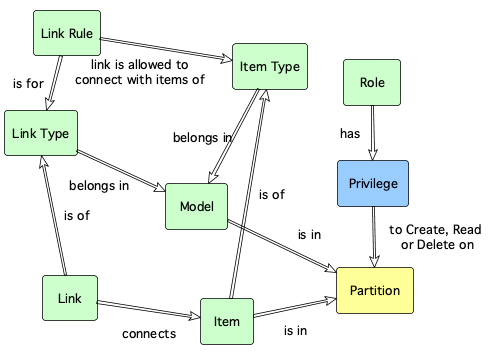 Link Rule
link is allowed to
connect with items of
Item Type
Role
is for
has
Link Type
belongs in
belongs in
Privilege
Model
is of
is of
is in
to Create, Read
or Delete on
Link
Partition
Item
connects
is in